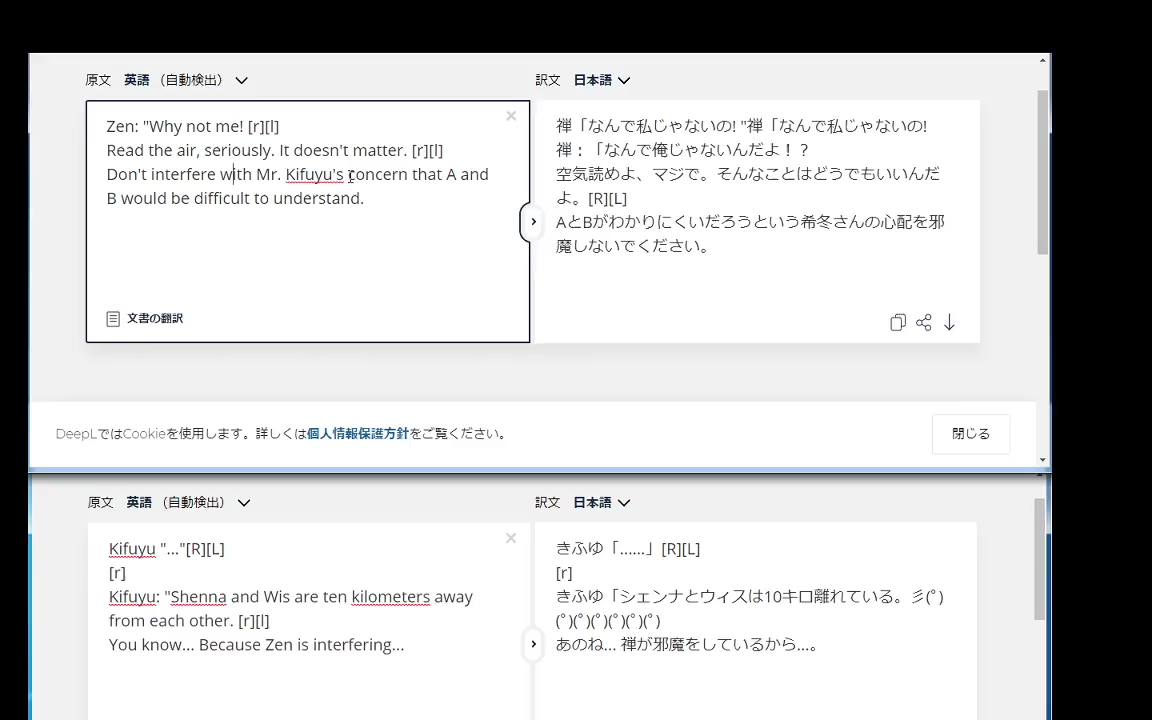 原文 英語 (自動検出)
訳文 日本語
Zen: "Why not me! [r][l]
Read the air, seriously. It doesn't matter. [r][l]
Don't interfere with Mr. Kifuyu's concern that A and
B would be difficult to understand.
文書の翻訳
禅「なんで私じゃないの! "禅「なんで私じゃないの!
禅：「なんで俺じゃないんだよ！？
空気読めよ、マジで。そんなことはどうでもいいんだ
よ。[R][L]
AとBがわかりにくいだろうという希冬さんの心配を邪
魔しないでください。
DeepLではCookieを使用します。詳しくは個人情報保護方針をご覧ください。
閉じる
原文 英語 (自動検出)
訳文 日本語
Kifuyu "..."[R][L]
[r]
Kifuyu: "Shenna and Wis are ten kilometers away
from each other. [r][l]
You know... Because Zen is interfering...
きふゆ「......」[R][L]
[r]
きふゆ「シェンナとウィスは10キロ離れている。彡(ﾟ)
(ﾟ)(ﾟ)(ﾟ)(ﾟ)(ﾟ)(ﾟ)
あのね... 禅が邪魔をしているから...。